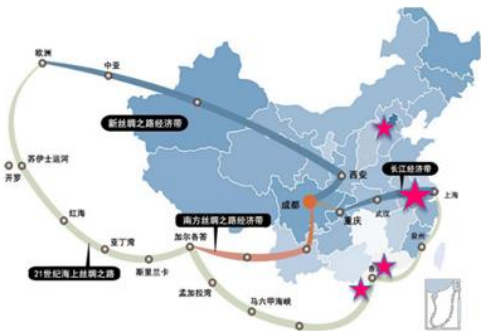 欧洲
中亚
新丝绸之路经济带
西安
长江经济带
苏伊士运河
开罗
成都
上海
武汉
重庆
红海
南方丝绸之路经济带
泉州
亚丁湾
加尔各答
21世纪海上丝绸之路
斯里兰卡
孟加拉湾
马六甲海峡